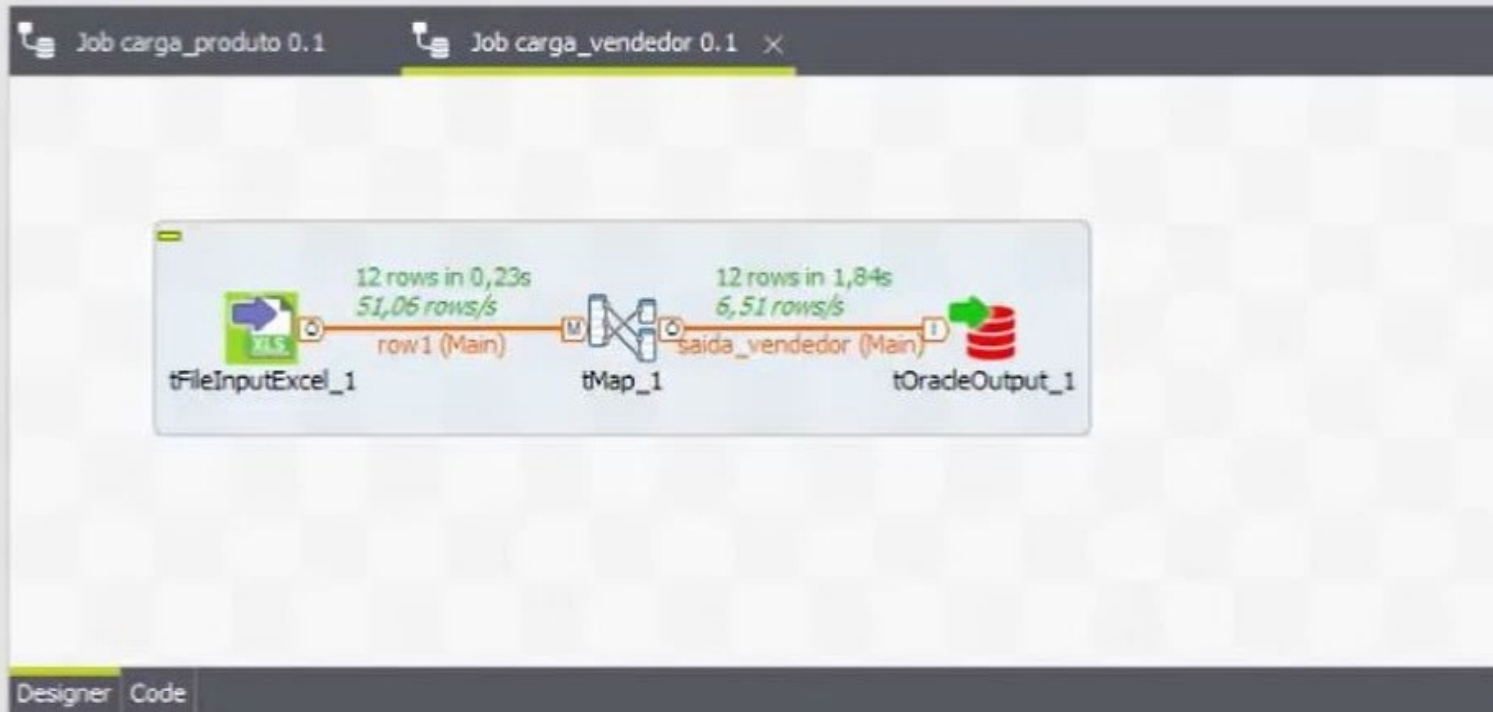 Job carga_produto 0.1
Job carga_vendedor 0.1
12 rows in 0,23s
51,06 rows/s
row1 (Main)
12 rows in 1,84s
6,51 rows/s
saida_vendedor (Main)
XLS
O
M
O
I
tFileInputExcel_1
tMap_1
tOracleOutput_1
Designer
Code